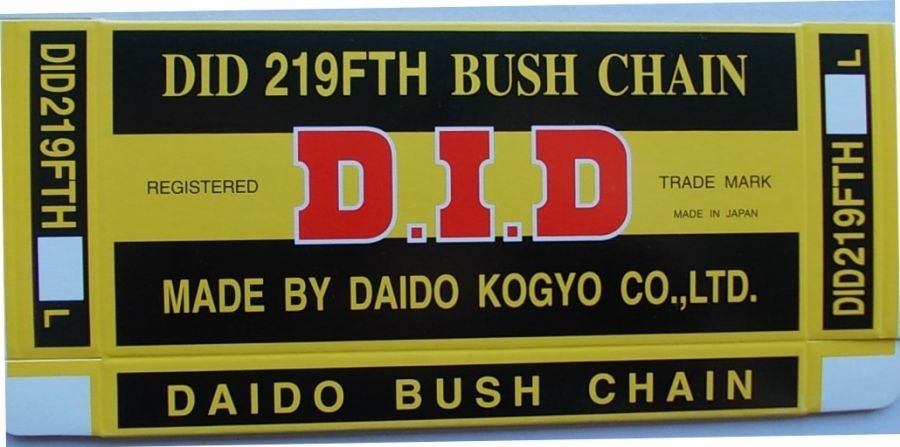 DID 219FTH BUSH CHAIN
D.I.D
REGISTERED
TRADE MARK
MADE IN JAPAN
MADE BY DAIDO KOGYO CO.,LTD.
DAIDO BUSH CHAIN
DID219FTH L
DID219FTH L